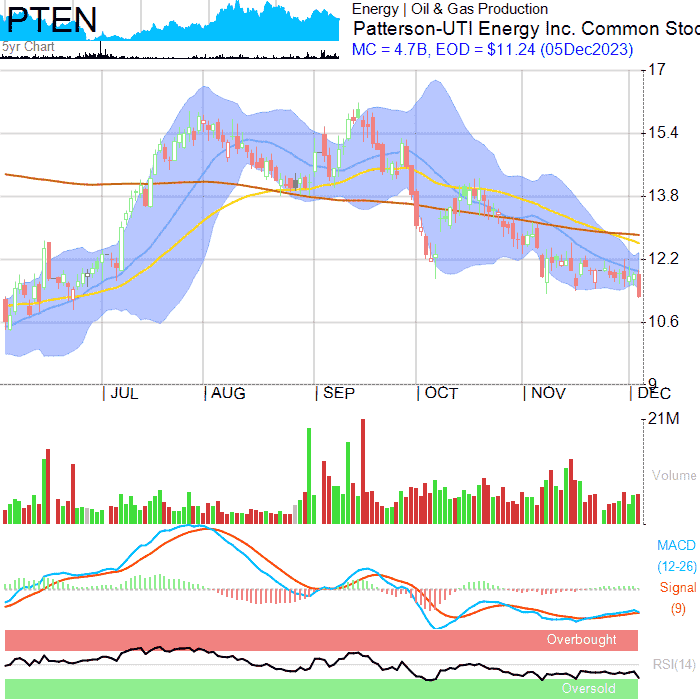 PTEN
5yr Chart
Energy | Oil & Gas Production
Patterson-UTI Energy Inc. Common Stoc
MC = 4.7B, EOD = $11.24 (05Dec2023)
17
15.4
13.8
12.2
10.6
9
| JUL | AUG | SEP | OCT | NOV | DEC
21M
Volume
MACD
(12-26)
Signal
(9)
Overbought
RSI(14)
Oversold